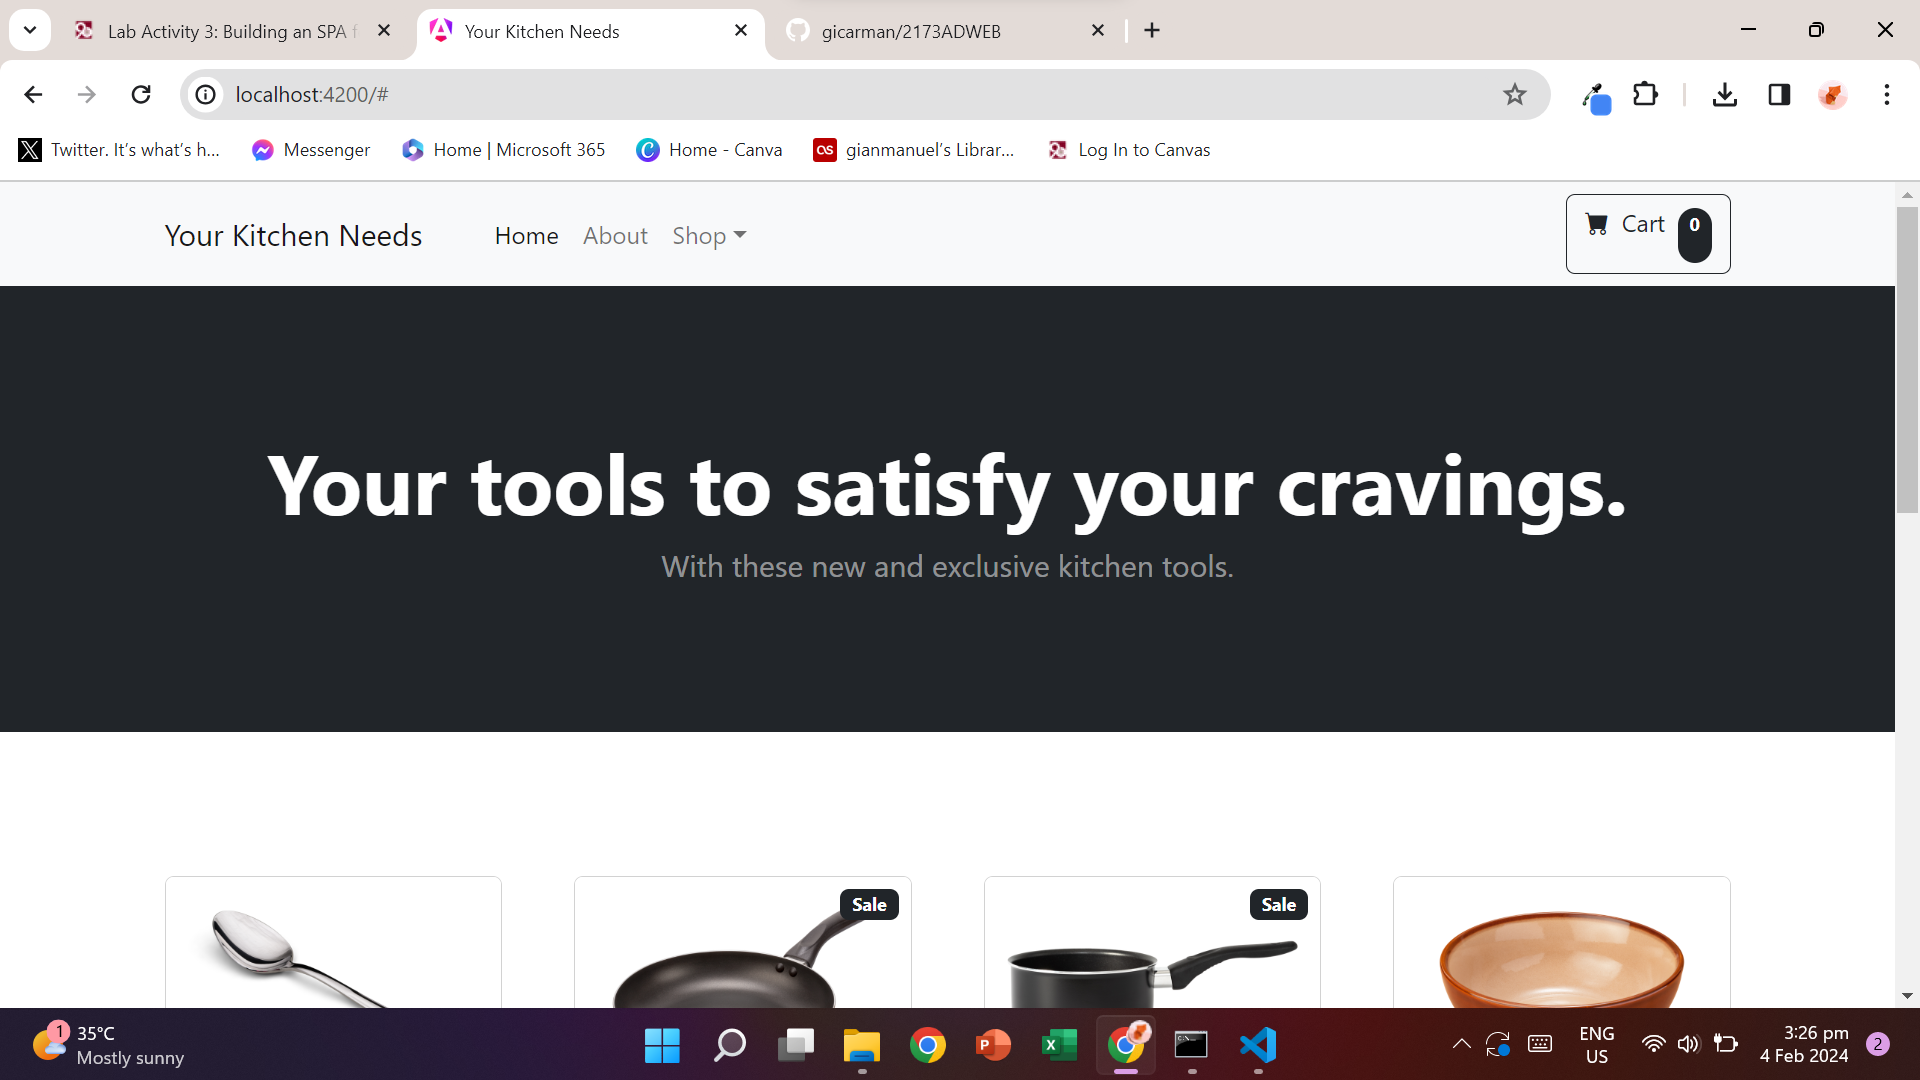 Lab Activity 3: Building an SPA f
Your Kitchen Needs
gicarman/2173ADWEB
localhost:4200/#
Twitter. It's what's h...
Messenger
Home | Microsoft 365
Home - Canva
gianmanuel's Librar...
Log In to Canvas
Your Kitchen Needs
Home
About
Shop
Cart
0
Your tools to satisfy your cravings.
With these new and exclusive kitchen tools.
Sale
Sale
1
35°C
Mostly sunny
ENG
US
3:26 pm
4 Feb 2024
2